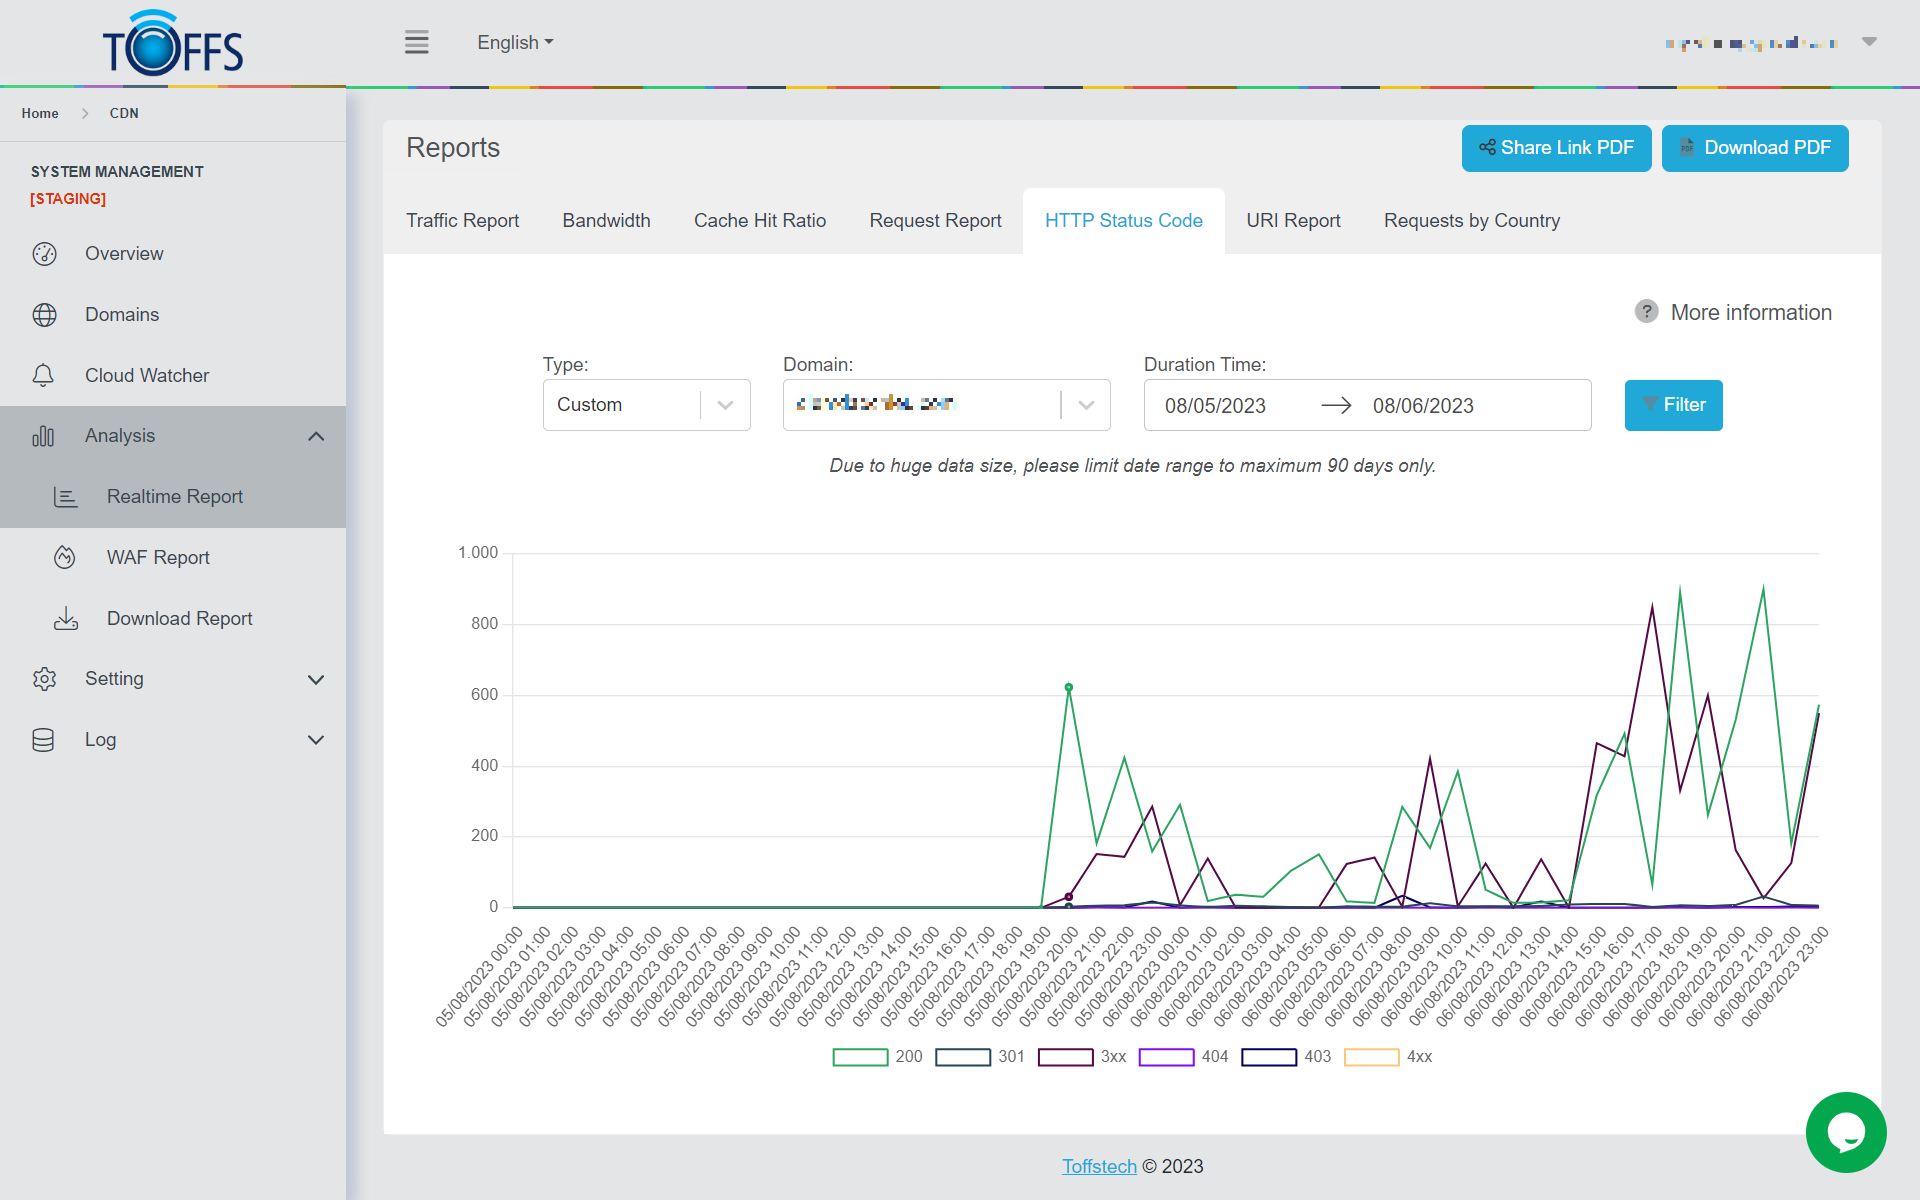 TOFFS
English
Home > CDN
SYSTEM MANAGEMENT
[STAGING]
Overview
Domains
Cloud Watcher
Analysis
Realtime Report
WAF Report
Download Report
Setting
Log
Reports
Share Link PDF
Download PDF
Traffic Report
Bandwidth
Cache Hit Ratio
Request Report
HTTP Status Code
URI Report
Requests by Country
? More information
Type:
Custom
Domain:
Duration Time:
08/05/2023 → 08/06/2023
Filter
Due to huge data size, please limit date range to maximum 90 days only.
1.000
800
600
400
200
0
05/08/2023 00:00
05/08/2023 01:00
05/08/2023 02:00
05/08/2023 03:00
05/08/2023 04:00
05/08/2023 05:00
05/08/2023 06:00
05/08/2023 07:00
05/08/2023 08:00
05/08/2023 09:00
05/08/2023 10:00
05/08/2023 11:00
05/08/2023 12:00
05/08/2023 13:00
05/08/2023 14:00
05/08/2023 15:00
05/08/2023 16:00
05/08/2023 17:00
05/08/2023 18:00
05/08/2023 19:00
05/08/2023 20:00
05/08/2023 21:00
05/08/2023 22:00
05/08/2023 23:00
06/08/2023 00:00
06/08/2023 01:00
06/08/2023 02:00
06/08/2023 03:00
06/08/2023 04:00
06/08/2023 05:00
06/08/2023 06:00
06/08/2023 07:00
06/08/2023 08:00
06/08/2023 09:00
06/08/2023 10:00
06/08/2023 11:00
06/08/2023 12:00
06/08/2023 13:00
06/08/2023 14:00
06/08/2023 15:00
06/08/2023 16:00
06/08/2023 17:00
06/08/2023 18:00
06/08/2023 19:00
06/08/2023 20:00
06/08/2023 21:00
06/08/2023 22:00
06/08/2023 23:00
200 301 3xx 404 403 4xx
Toffstech © 2023